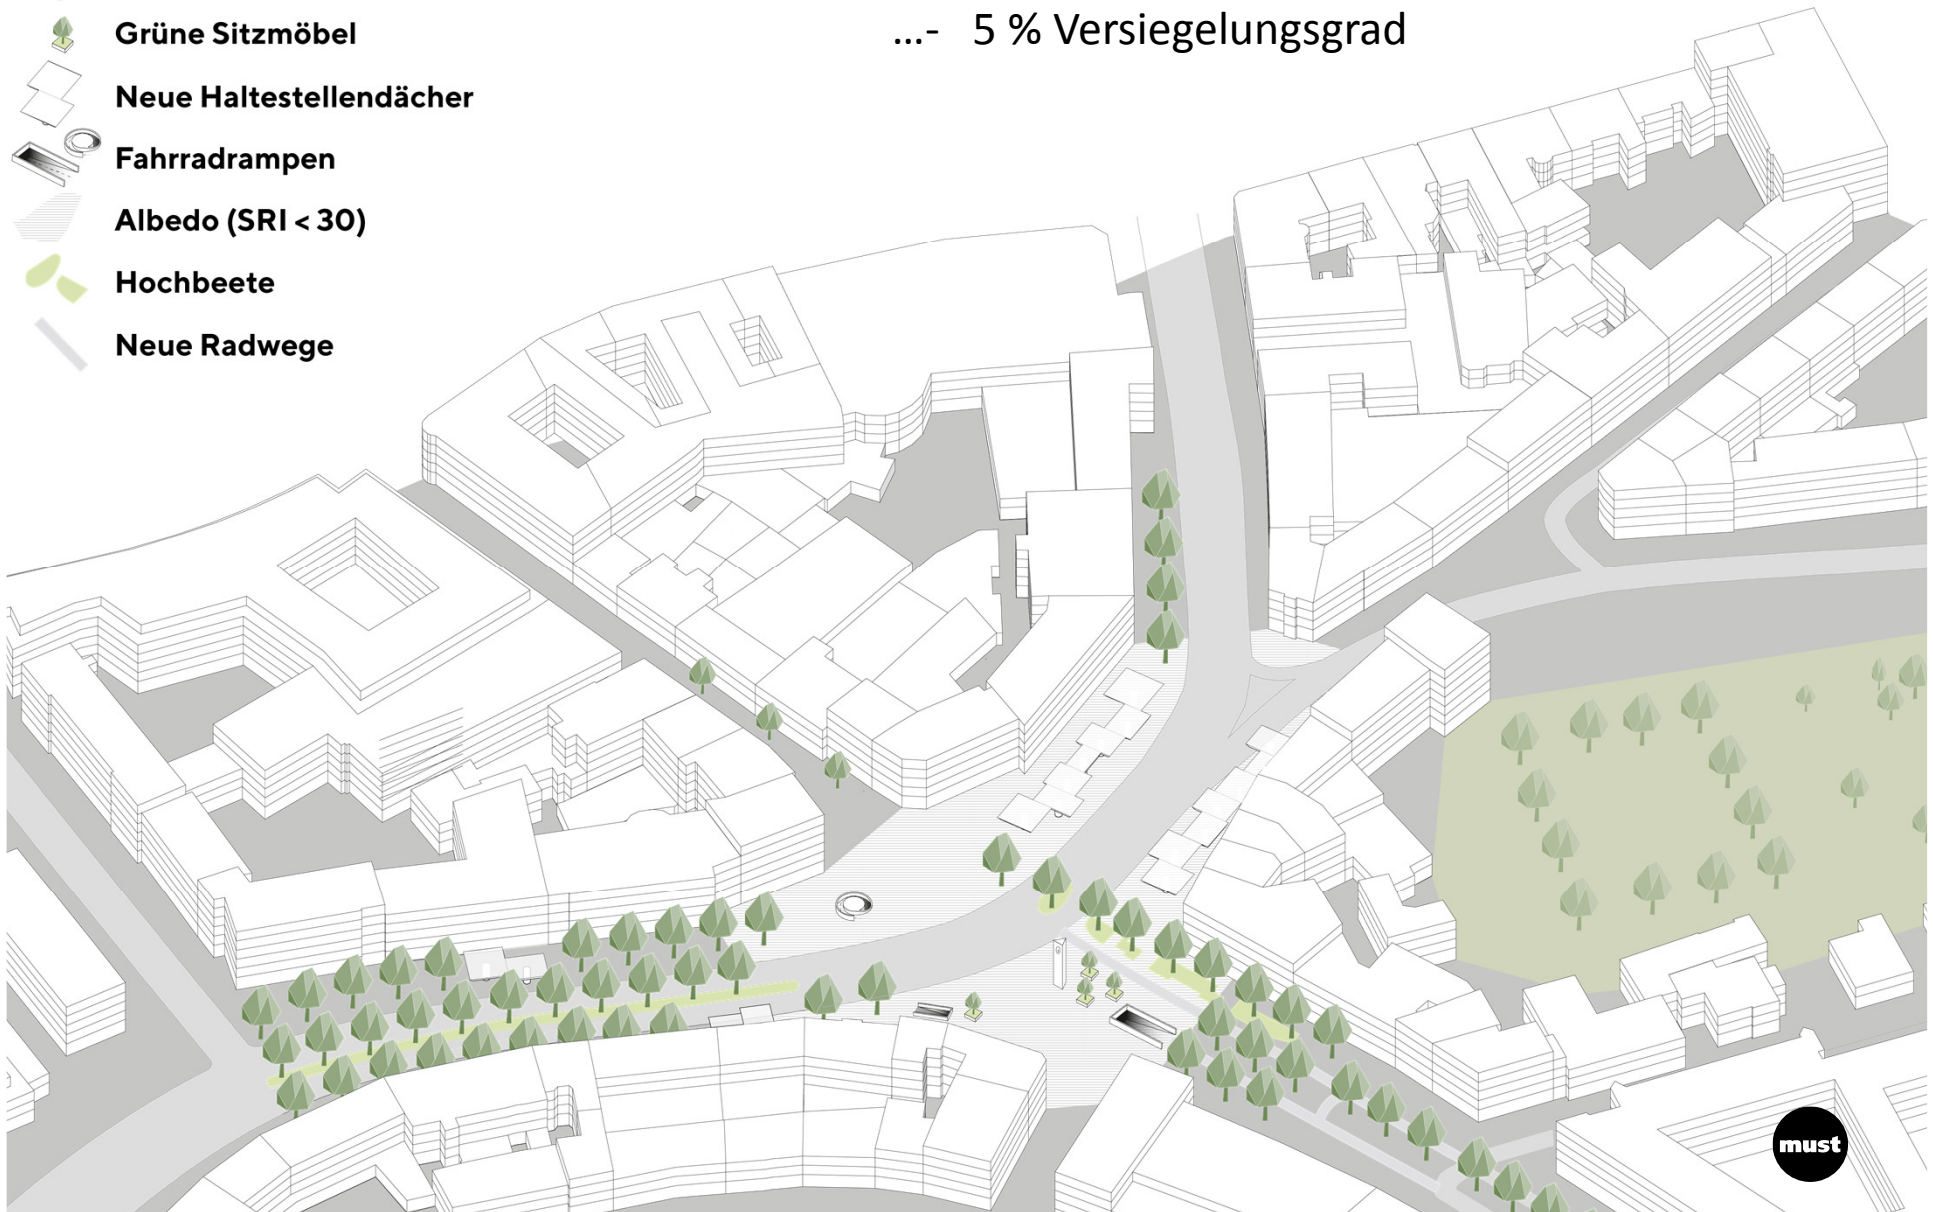 Grüne Sitzmöbel
...- 5 % Versiegelungsgrad
Neue Haltestellendächer
Fahrradrampen
Albedo (SRI < 30)
Hochbeete
Neue Radwege
must